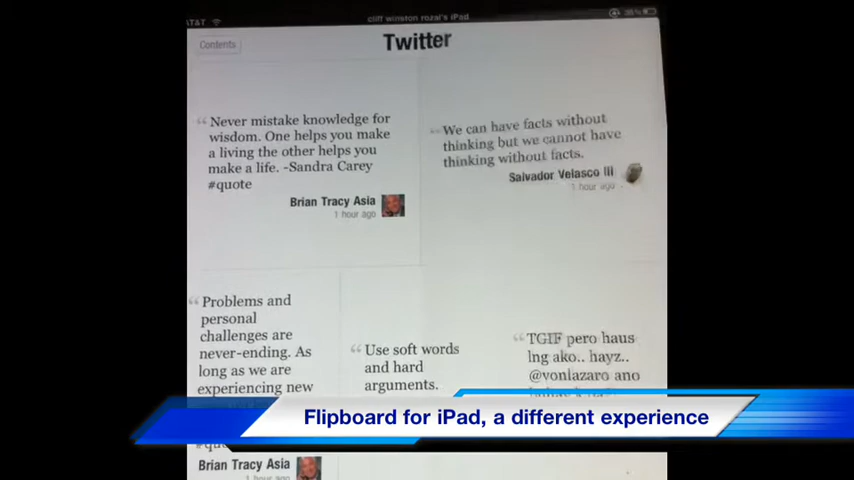 AT&T
cliff winston rozal's iPad
Contents
Twitter
“ Never mistake knowledge for
wisdom. One helps you make
a living the other helps you
make a life. -Sandra Carey
#quote
Brian Tracy Asia
1 hour ago
“ We can have facts without
thinking but we cannot have
thinking without facts.
Salvador Velasco III
1 hour ago
“ Problems and
personal
challenges are
never-ending. As
long as we are
experiencing new
Brian Tracy Asia
1 hour ago
“ Use soft words
and hard
arguments.
“ TGIF pero haus
lng ako.. hayz..
@vonlazaro ano
Flipboard for iPad, a different experience